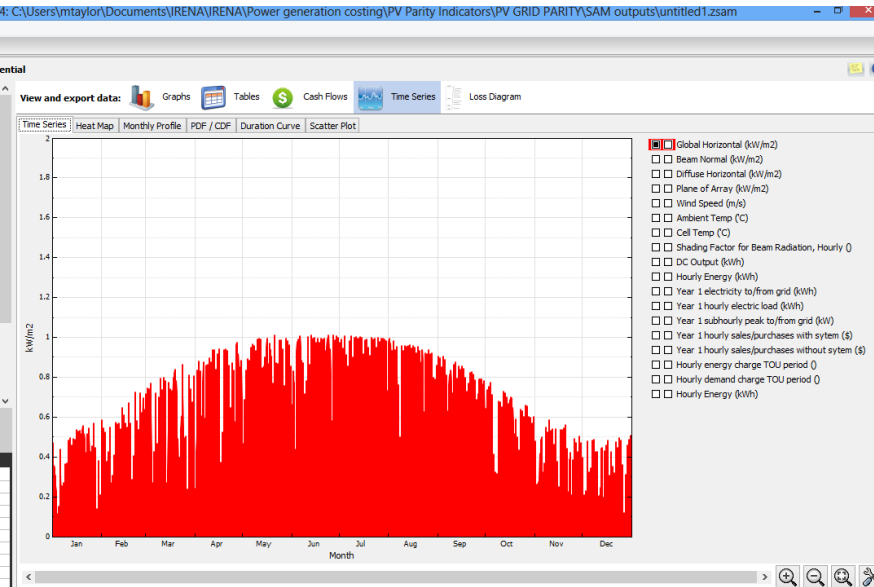 4: C:\Users\mtaylor\Documents\IRENA\IRENA\Power generation costing\PV Parity Indicators\PV GRID PARITY\SAM outputs\untitled1.zsam
ential
View and export data: Graphs Tables Cash Flows Time Series Loss Diagram
Time Series Heat Map Monthly Profile PDF / CDF Duration Curve Scatter Plot
2
1.8
1.6
1.4
1.2
1
0.8
0.6
0.4
0.2
0
kW/m2
Jan Feb Mar Apr May Jun Jul Aug Sep Oct Nov Dec
Month
Global Horizontal (kW/m2)
Beam Normal (kW/m2)
Diffuse Horizontal (kW/m2)
Plane of Array (kW/m2)
Wind Speed (m/s)
Ambient Temp ('C)
Cell Temp ('C)
Shading Factor for Beam Radiation, Hourly ()
DC Output (kWh)
Hourly Energy (kWh)
Year 1 electricity to/from grid (kWh)
Year 1 hourly electric load (kWh)
Year 1 subhourly peak to/from grid (kW)
Year 1 hourly sales/purchases with sytem ($)
Year 1 hourly sales/purchases without sytem ($)
Hourly energy charge TOU period ()
Hourly demand charge TOU period ()
Hourly Energy (kWh)